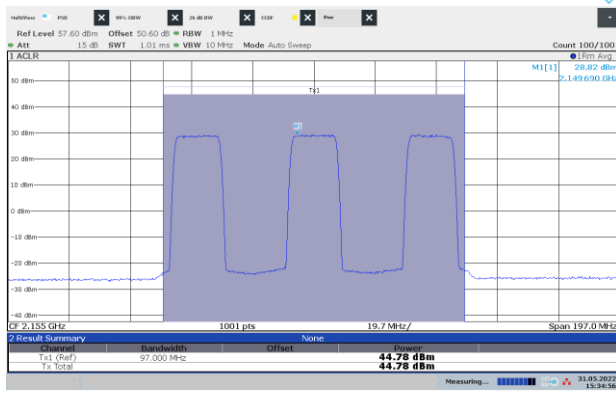 MultiView PSD 99% OBW 26 dB BW CCDF Pwr
Ref Level 57.60 dBm Offset 50.60 dB RBW 1 MHz
Att 15 dB SWT 1.01 ms VBW 10 MHz Mode Auto Sweep Count 100/100
1 ACLR 1Rm Avg
M1[1] 28.82 dBm
2.149690 GHz
50 dBm
Tx1
40 dBm
30 dBm
M1
20 dBm
10 dBm
0 dBm
-10 dBm
-20 dBm
-30 dBm
-40 dBm
CF 2.155 GHz 1001 pts 19.7 MHz/ Span 197.0 MHz
2 Result Summary None
Channel Bandwidth Offset Power
Tx1 (Ref) 97.000 MHz 44.78 dBm
Tx Total 44.78 dBm
Measuring... 31.05.2022
15:34:56